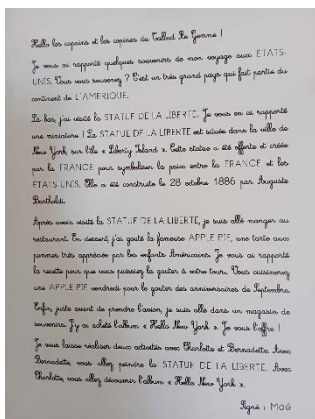 Hello les copains et les copines de Tallud Ste Gemme !
Je vous ai rapporté quelques souvenirs de mon voyage aux ETATS-
UNIS. Vous vous souvenez ? C'est un très grand pays qui fait partie du
continent de L'AMERIQUE.
Là bas, j'ai visité la STATUE DE LA LIBERTE. Je vous en ai rapporté
une miniature ! La STATUE DE LA LIBERTE est située dans la ville de
New York sur l'île « Liberty Island ». Cette statue a été offerte et créée
par la FRANCE pour symboliser la paix entre la FRANCE et les
ETATS-UNIS. Elle a été construite le 28 octobre 1886 par Auguste
Bartholdi.
Après avoir visité la STATUE DE LA LIBERTE, je suis allé manger au
restaurant. En dessert, j'ai gouté la fameuse APPLE PIE, une tarte aux
pommes très appréciée par les enfants Américains. Je vous ai rapporté
la recette pour que vous puissiez la gouter à votre tour. Vous cuisinerez
une APPLE PIE vendredi pour le gouter des anniversaires de Septembre.
Enfin, juste avant de prendre l'avion, je suis allé dans un magasin de
souvenirs. J'y ai acheté l'album « Hello New York ». Je vous l'offre !
Je vous laisse réaliser deux activités avec Charlotte et Bernadette. Avec
Bernadette, vous allez peindre la STATUE DE LA LIBERTE. Avec
Charlotte, vous allez découvrir l'album « Hello New York ».
Signé : Maé